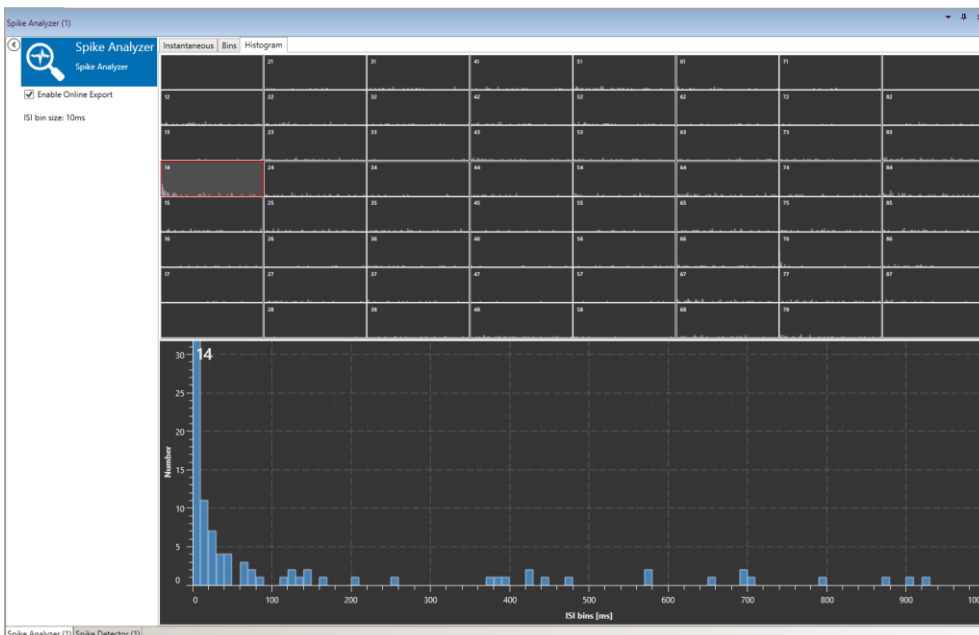 Spike Analyzer (1)
Spike Analyzer
Spike Analyzer
Enable Online Export
ISI bin size: 10ms
Instantaneous Bins Histogram
21 31 41 51 61 71
12 22 32 42 52 62 72 82
13 23 33 43 53 63 73 83
14 24 34 44 54 64 74 84
15 25 35 45 55 65 75 85
16 26 36 46 56 66 76 86
17 27 37 47 57 67 77 87
28 38 48 58 68 78
14
30
25
20
15
10
5
0
Number
0 100 200 300 400 500 600 700 800 900 100
ISI bins [ms]
Spike Analyzer (1) Spike Detector (1)